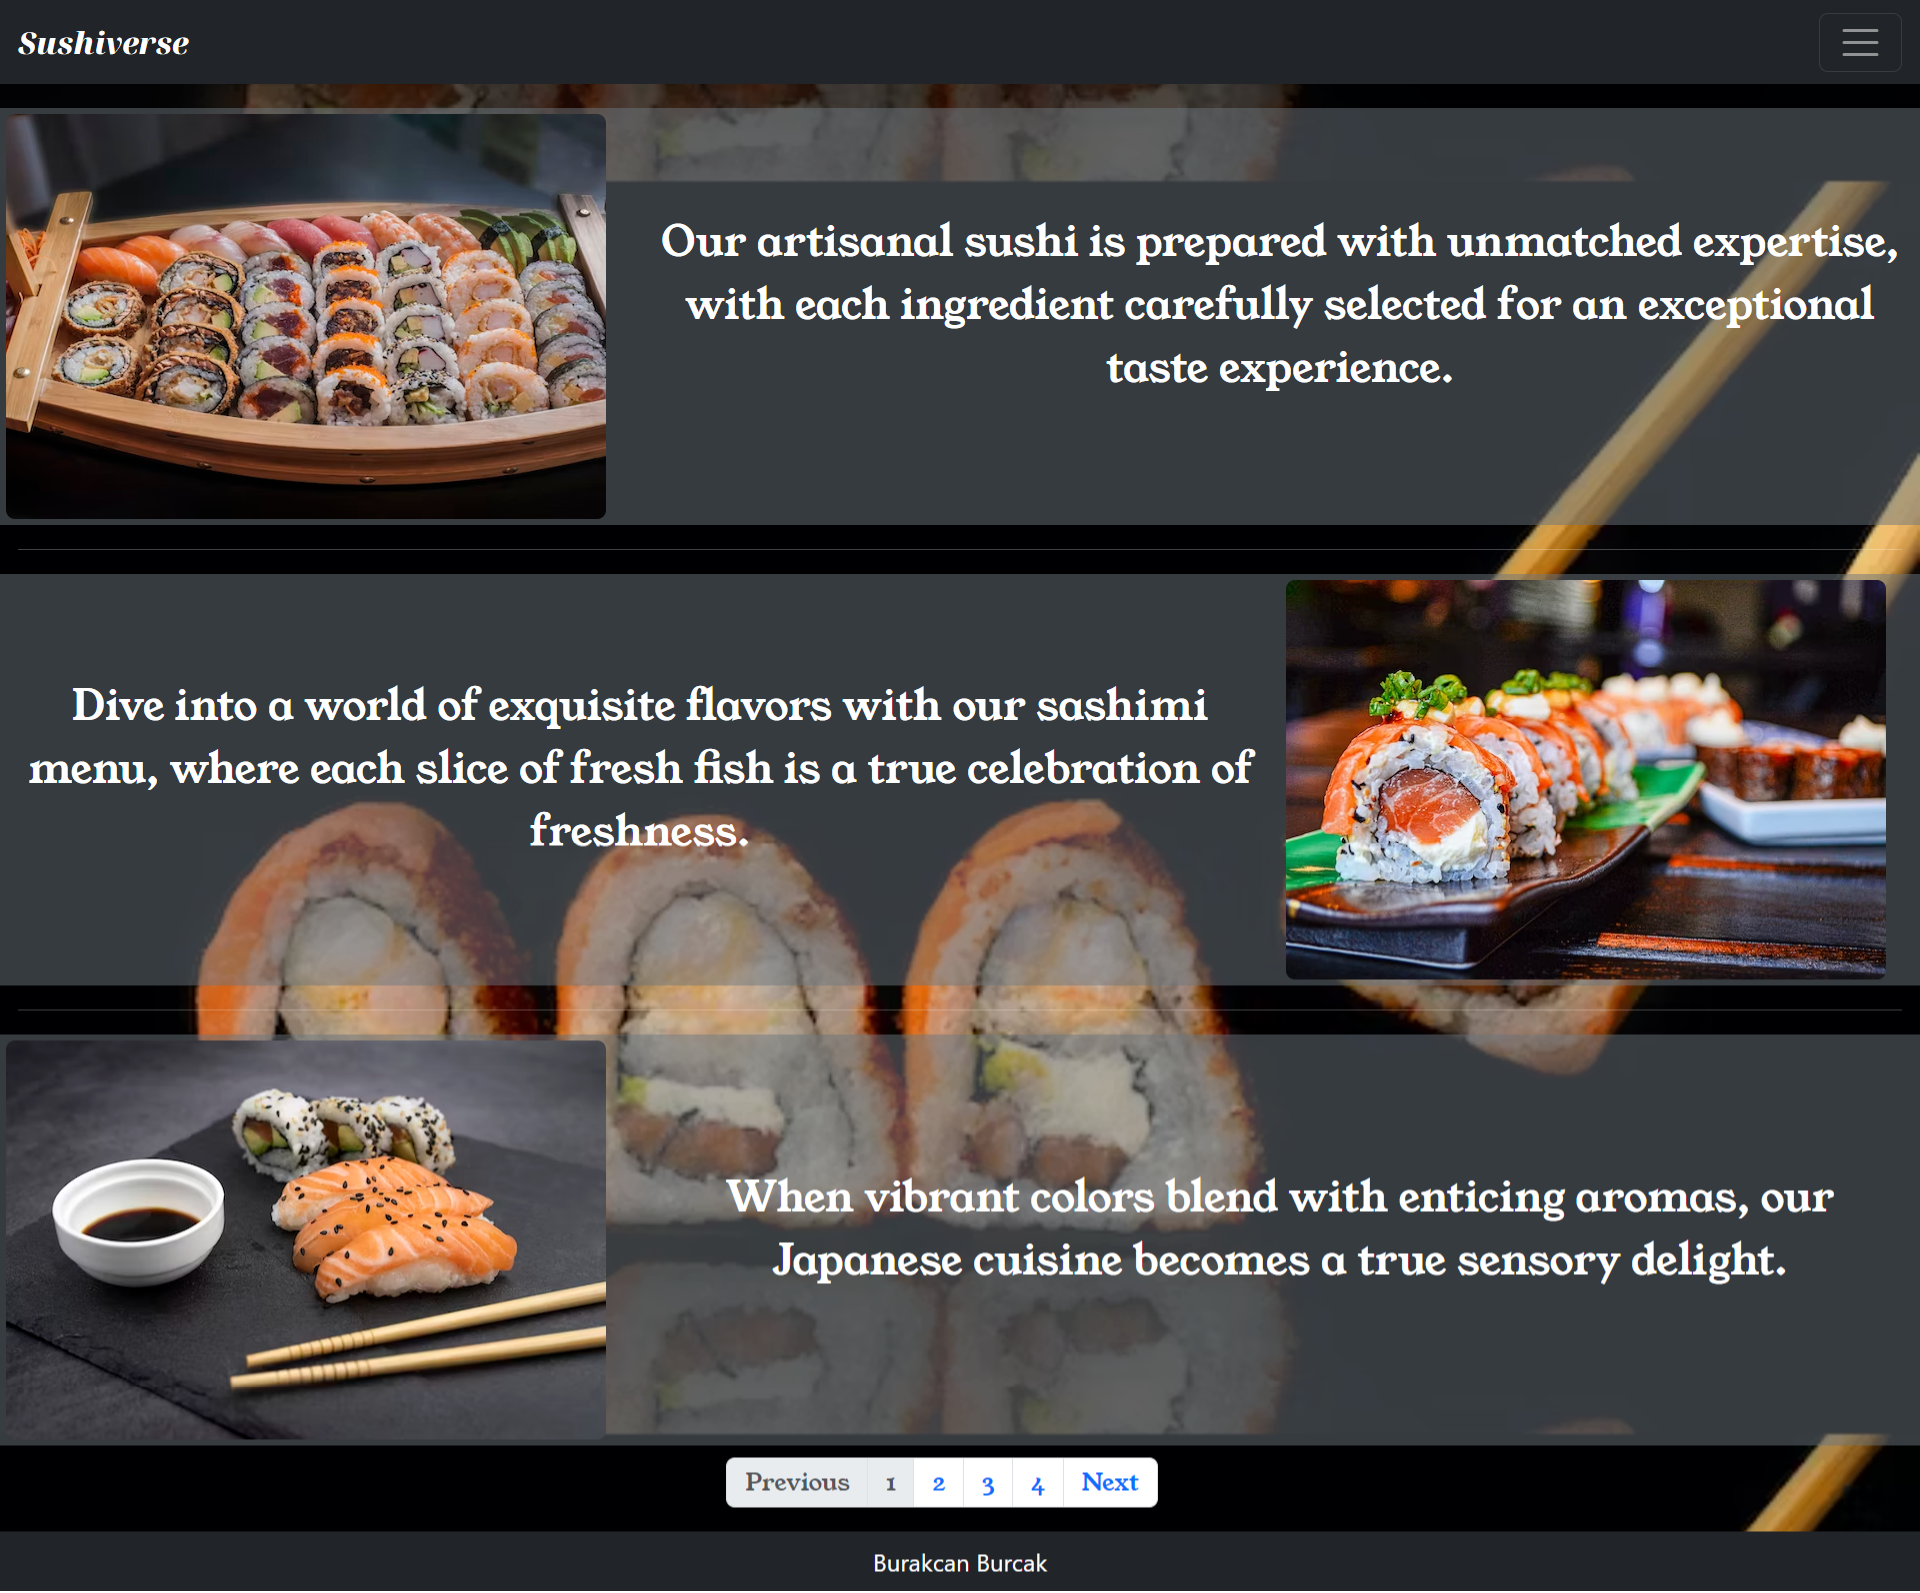 Sushiverse
Our artisanal sushi is prepared with unmatched expertise,
with each ingredient carefully selected for an exceptional
taste experience.
Dive into a world of exquisite flavors with our sashimi
menu, where each slice of fresh fish is a true celebration of
freshness.
When vibrant colors blend with enticing aromas, our
Japanese cuisine becomes a true sensory delight.
Previous 1 2 3 4 Next
Burakcan Burcak